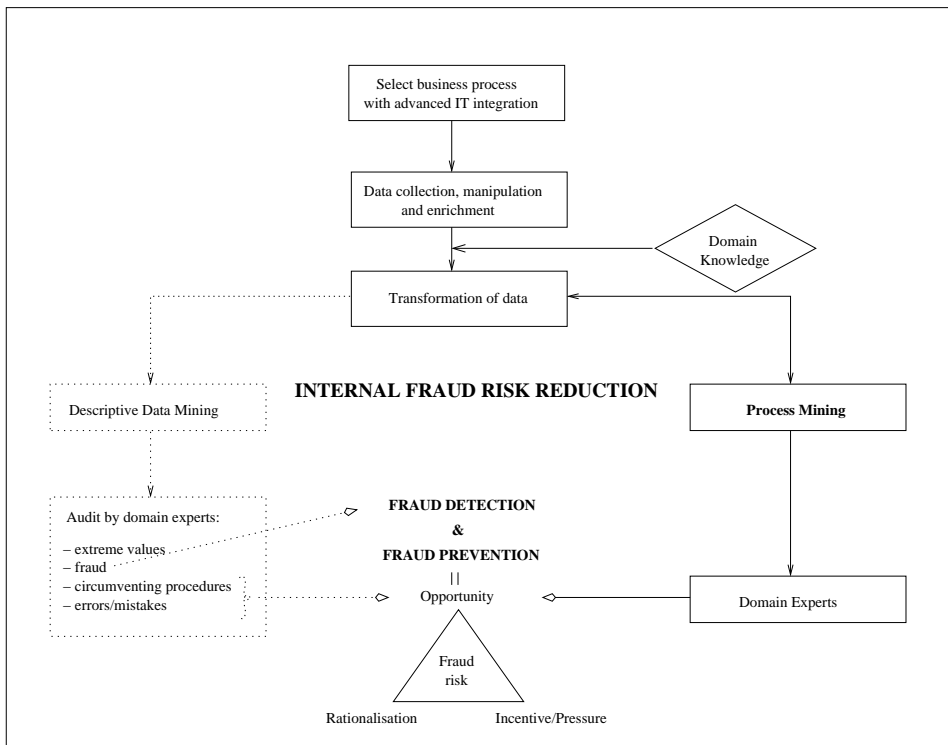 Select business process
with advanced IT integration
Data collection, manipulation
and enrichment
Domain
Knowledge
Transformation of data
INTERNAL FRAUD RISK REDUCTION
Descriptive Data Mining
Process Mining
Audit by domain experts:
– extreme values
– fraud
– circumventing procedures
– errors/mistakes
FRAUD DETECTION
&
FRAUD PREVENTION
Opportunity
Domain Experts
Fraud
risk
Rationalisation
Incentive/Pressure